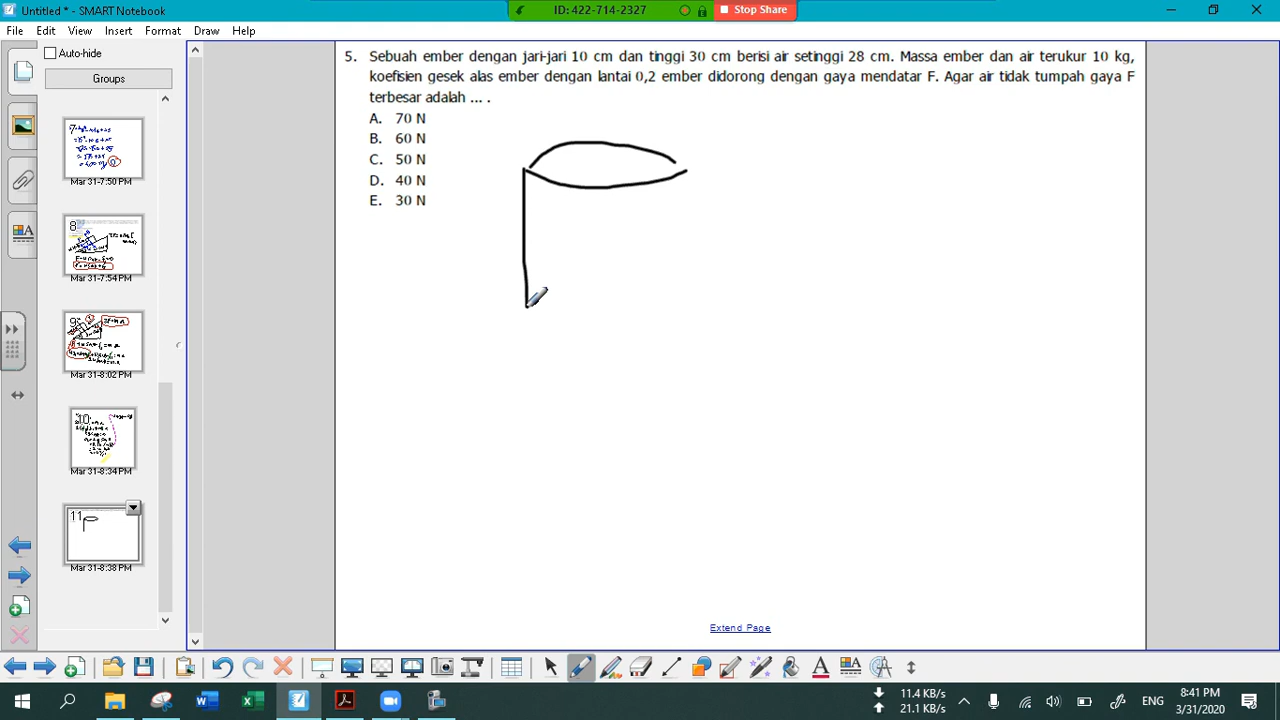 Untitled * - SMART Notebook
ID: 422-714-2327
Stop Share
File Edit View Insert Format Draw Help
Auto-hide
Groups
Mar 31-7:50 PM
8
Mar 31-7:54 PM
Mar 31-8:02 PM
10
Mar 31-8:34 PM
11
Mar 31-8:38 PM
5. Sebuah ember dengan jari-jari 10 cm dan tinggi 30 cm berisi air setinggi 28 cm. Massa ember dan air terukur 10 kg,
koefisien gesek alas ember dengan lantai 0,2 ember didorong dengan gaya mendatar F. Agar air tidak tumpah gaya F
terbesar adalah ... .
A. 70 N
B. 60 N
C. 50 N
D. 40 N
E. 30 N
Extend Page
11.4 KB/s
21.1 KB/s
ENG
8:41 PM
3/31/2020